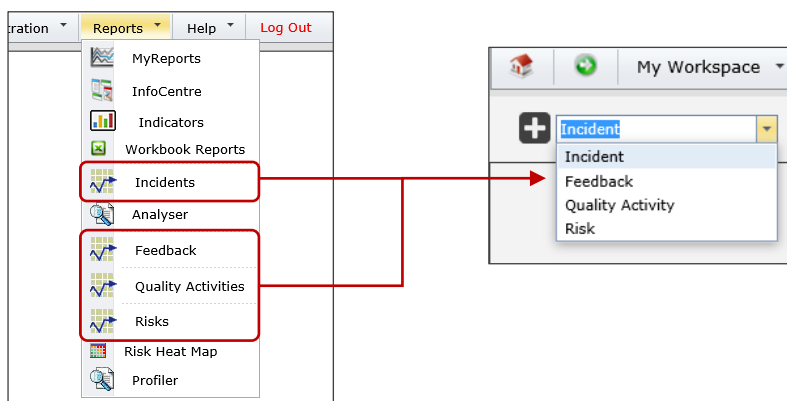 tration
Reports
Help
Log Out
MyReports
InfoCentre
Indicators
Workbook Reports
Incidents
Analyser
Feedback
Quality Activities
Risks
Risk Heat Map
Profiler
My Workspace
Incident
Incident
Feedback
Quality Activity
Risk